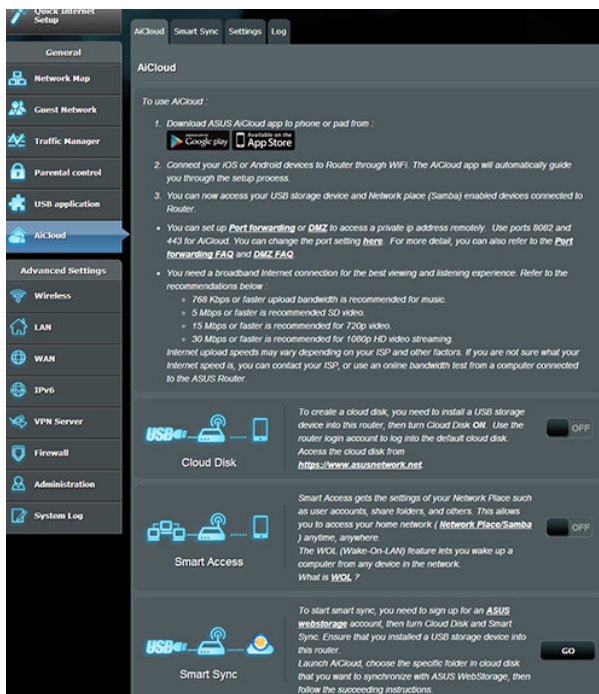 Quick Internet
Setup
General
Network Map
Guest Network
Traffic Manager
Parental control
USB application
AiCloud
Advanced Settings
Wireless
LAN
WAN
IPv6
VPN Server
Firewall
Administration
System Log
AiCloud Smart Sync Settings Log
AiCloud
To use AiCloud :
1. Download ASUS AiCloud app to phone or pad from :
Google play Available on the App Store
2. Connect your iOS or Android devices to Router through WiFi. The AiCloud app will automatically guide
you through the setup process.
3. You can now access your USB storage device and Network place (Samba) enabled devices connected to
Router.
• You can set up Port forwarding or DMZ to access a private ip address remotely. Use ports 8082 and
443 for AiCloud. You can change the port setting here. For more detail, you can also refer to the Port
forwarding FAQ and DMZ FAQ.
• You need a broadband Internet connection for the best viewing and listening experience. Refer to the
recommendations below :
768 Kbps or faster upload bandwidth is recommended for music.
5 Mbps or faster is recommended SD video.
15 Mbps or faster is recommended for 720p video.
30 Mbps or faster is recommended for 1080p HD video streaming.
Internet upload speeds may vary depending on your ISP and other factors. If you are not sure what your
Internet speed is, you can contact your ISP, or use an online bandwidth test from a computer connected
to the ASUS Router.
USB
Cloud Disk
To create a cloud disk, you need to install a USB storage
device into this router, then turn Cloud Disk ON. Use the
router login account to log into the default cloud disk.
Access the cloud disk from
https://www.asusnetwork.net.
OFF
Smart Access
Smart Access gets the settings of your Network Place such
as user accounts, share folders, and others. This allows
you to access your home network ( Network Place/Samba
) anytime, anywhere.
The WOL (Wake-On-LAN) feature lets you wake up a
computer from any device in the network.
What is WOL ?
OFF
USB
Smart Sync
To start smart sync, you need to sign up for an ASUS
webstorage account, then turn Cloud Disk and Smart
Sync. Ensure that you installed a USB storage device into
this router.
Launch AiCloud, choose the specific folder in cloud disk
that you want to synchronize with ASUS WebStorage, then
follow the succeeding instructions.
GO